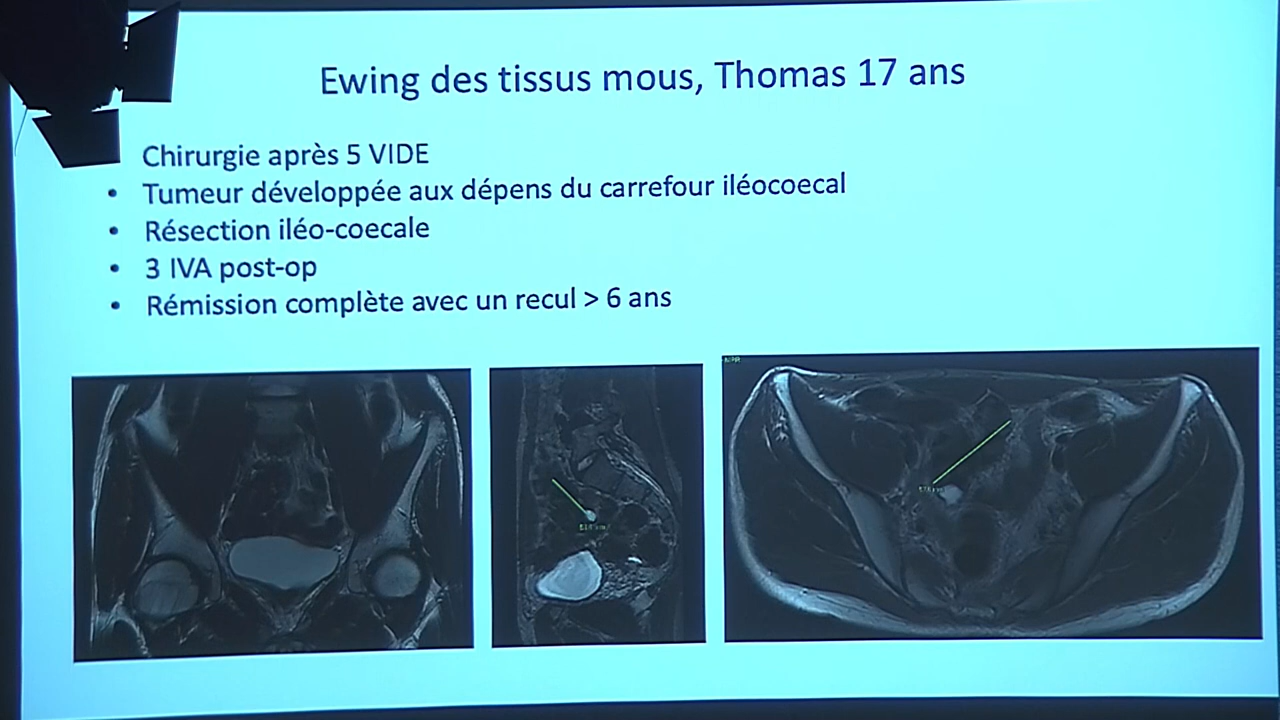 Ewing des tissus mous, Thomas 17 ans
Chirurgie après 5 VIDE
• Tumeur développée aux dépens du carrefour iléocoecal
• Résection iléo-coecale
• 3 IVA post-op
• Rémission complète avec un recul > 6 ans